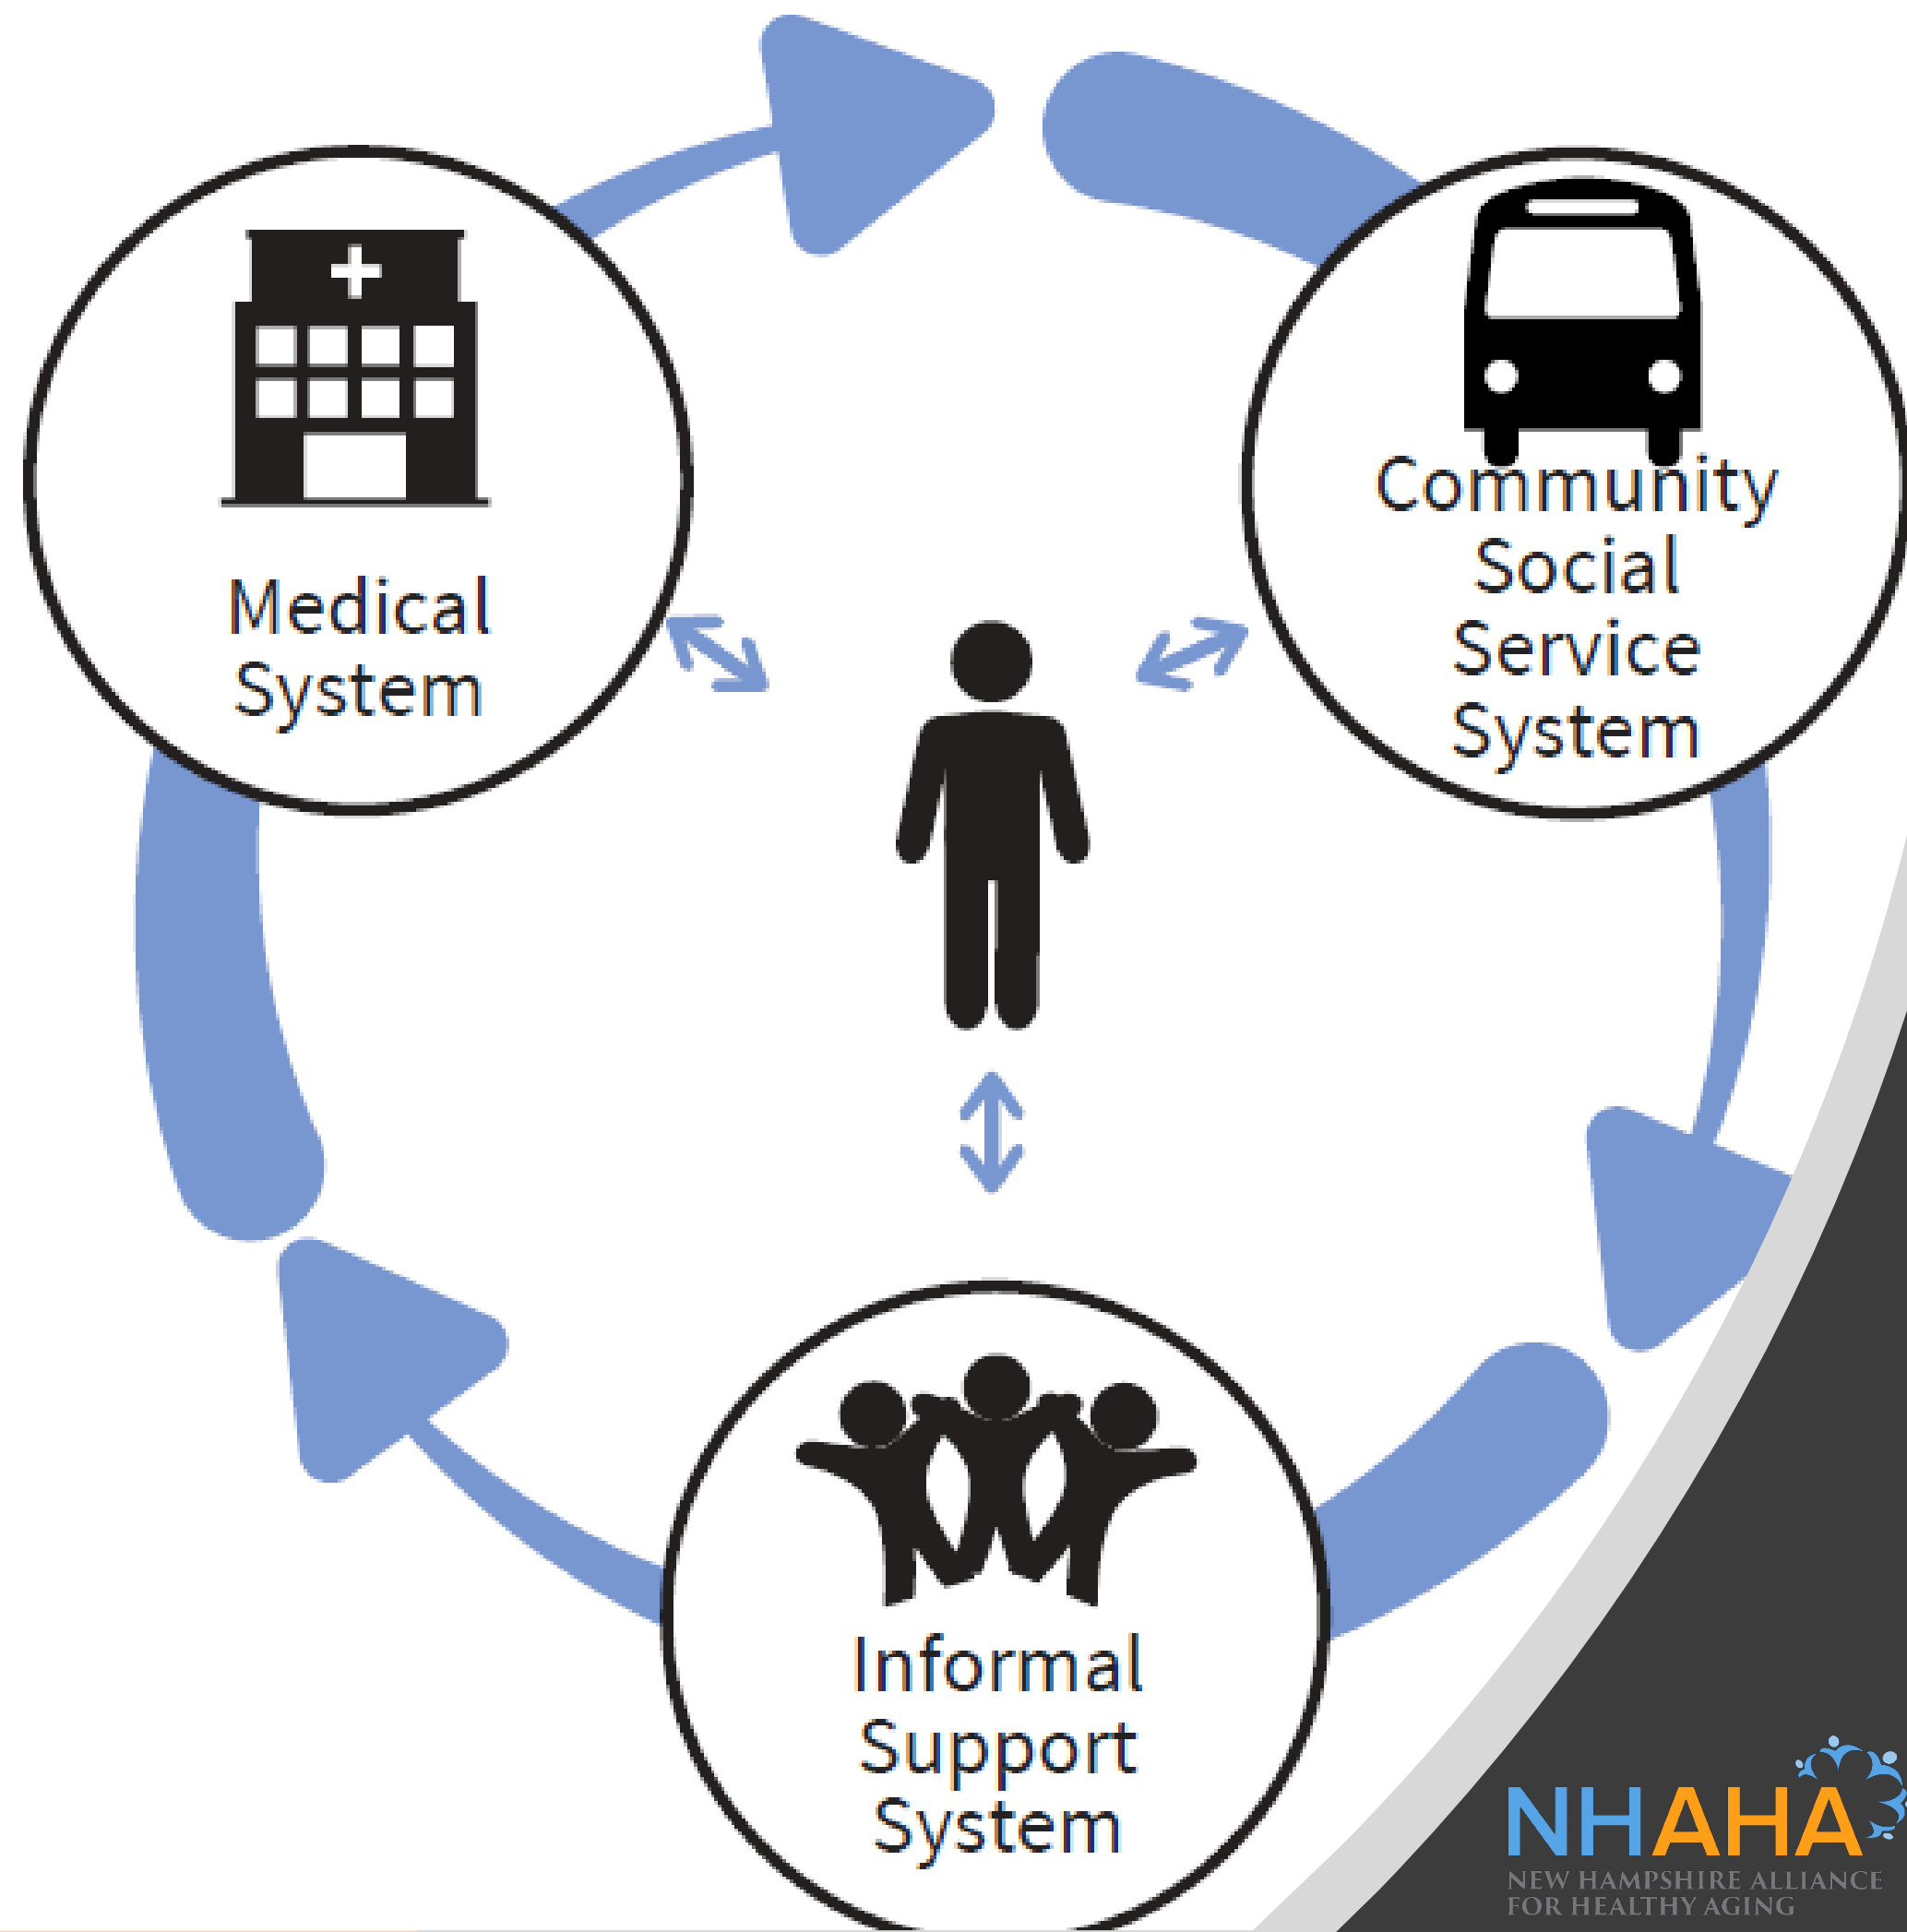 Medical
System
Community
Social
Service
System
Informal
Support
System
NHAHA
NEW HAMPSHIRE ALLIANCE
FOR HEALTHY AGING